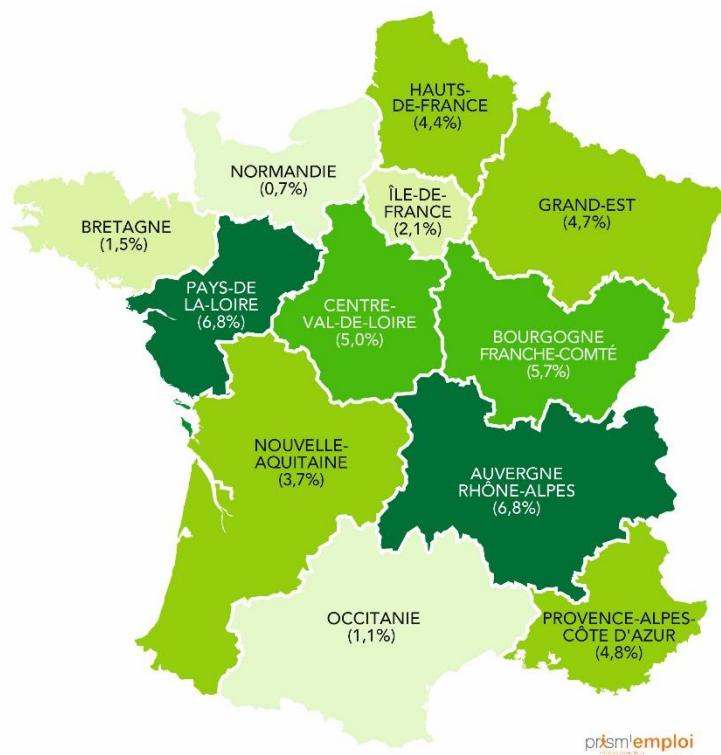 HAUTS-
DE-FRANCE
(4,4%)
NORMANDIE
(0,7%)
ÎLE-DE-
FRANCE
(2,1%)
GRAND-EST
(4,7%)
BRETAGNE
(1,5%)
PAYS-DE
LA-LOIRE
(6,8%)
CENTRE-
VAL-DE-LOIRE
(5,0%)
BOURGOGNE
FRANCHE-COMTÉ
(5,7%)
NOUVELLE-
AQUITAINE
(3,7%)
AUVERGNE
RHÔNE-ALPES
(6,8%)
OCCITANIE
(1,1%)
PROVENCE-ALPES-
CÔTE D'AZUR
(4,8%)
prism'emploi